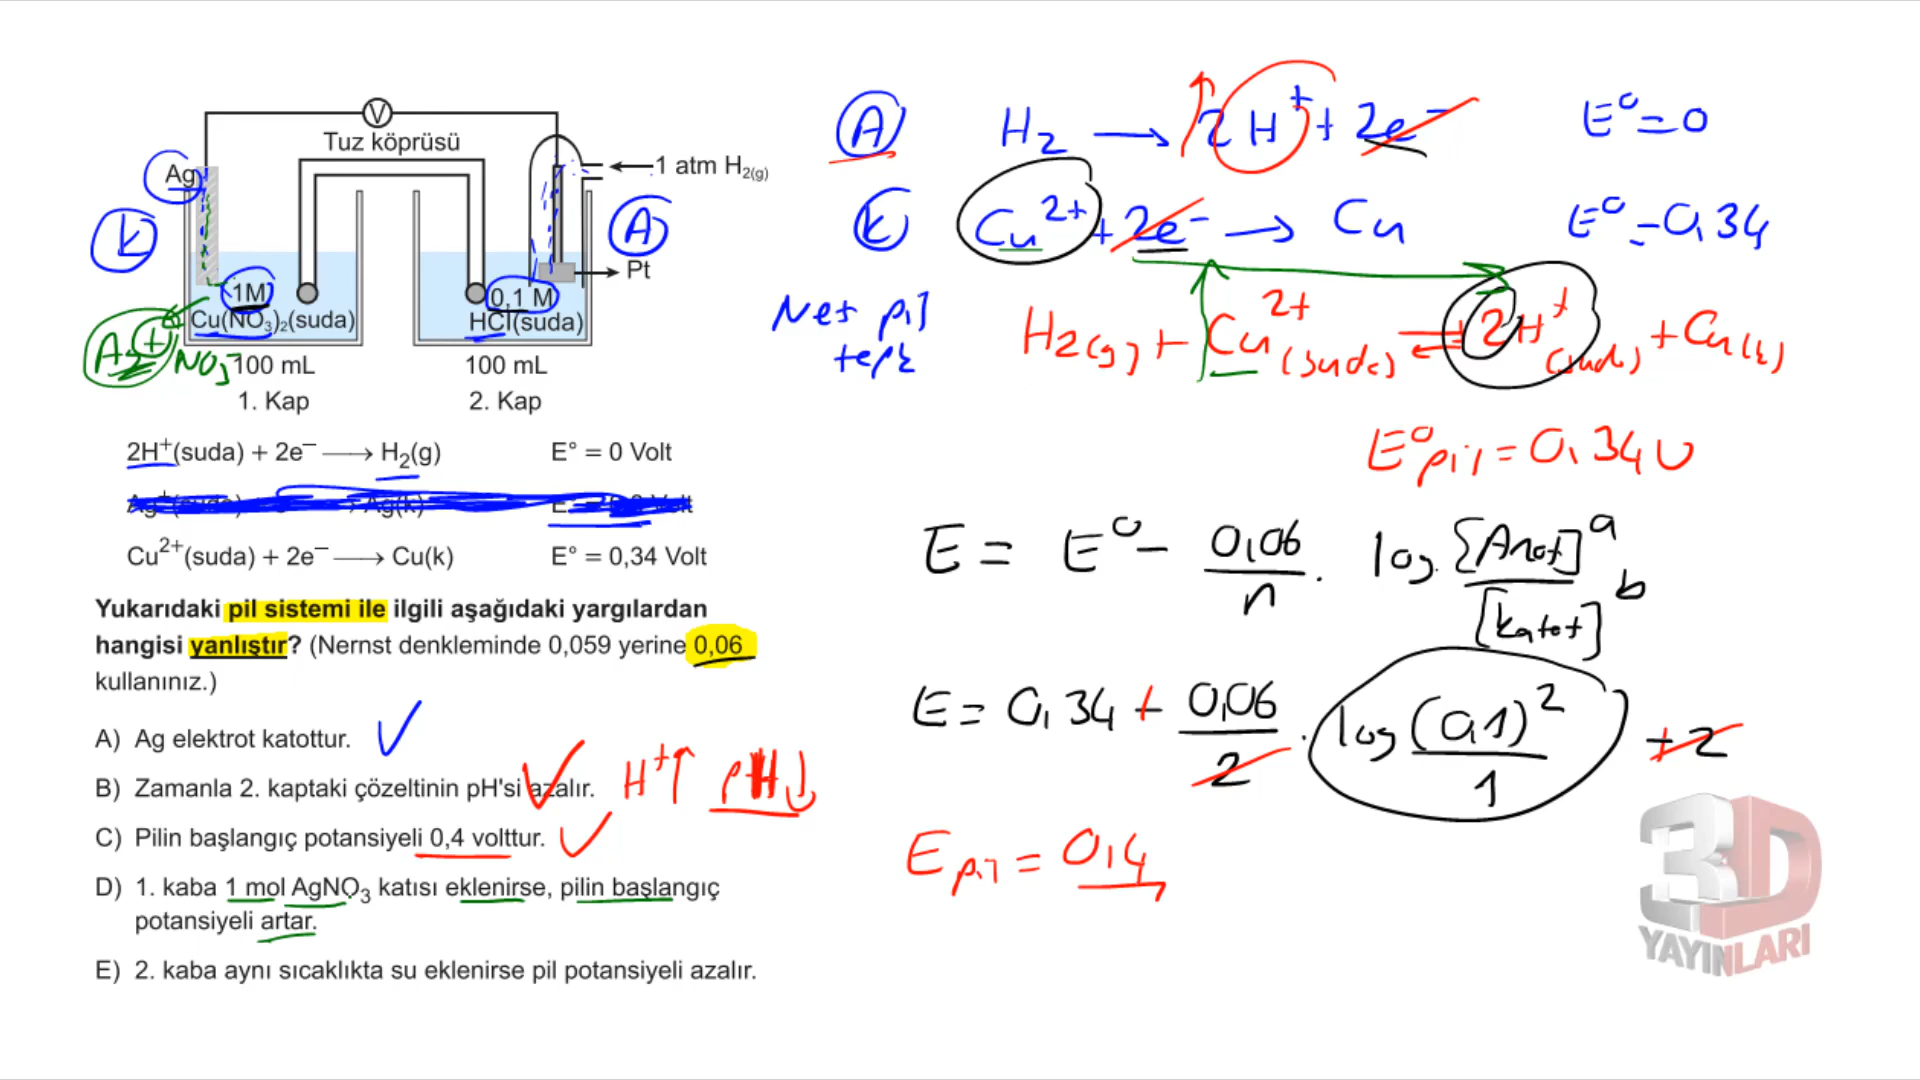 V
Tuz köprüsü
Ag
1 atm H2(g)
K
A
Pt
1M
0,1 M
Cu(NO3)2(suda)
HCl(suda)
Ag+ NO3-
100 mL
100 mL
1. Kap
2. Kap
2H+(suda) + 2e– ⟶ H2(g) E° = 0 Volt
Cu2+(suda) + 2e– ⟶ Cu(k) E° = 0,34 Volt
Yukarıdaki pil sistemi ile ilgili aşağıdaki yargılardan
hangisi yanlıştır? (Nernst denkleminde 0,059 yerine 0,06
kullanınız.)
A) Ag elektrot katottur.
B) Zamanla 2. kaptaki çözeltinin pH'si azalır.
H+↑ pH↓
C) Pilin başlangıç potansiyeli 0,4 volttur.
D) 1. kaba 1 mol AgNO3 katısı eklenirse, pilin başlangıç
potansiyeli artar.
E) 2. kaba aynı sıcaklıkta su eklenirse pil potansiyeli azalır.
A H2 → 2H+ + 2e- E°=0
K Cu2+ + 2e- → Cu E°=0,34
Net pil
tepk
H2(g) + Cu2+(suda) ⇌ 2H+(suda) + Cu(k)
E°pil = 0,34 V
E = E° - 0,06/n . log [Anot]a/[Katot]b
E = 0,34 + 0,06/2 . log (0,1)2/1 +2
Epil = 0,4
3D
YAYINLARI